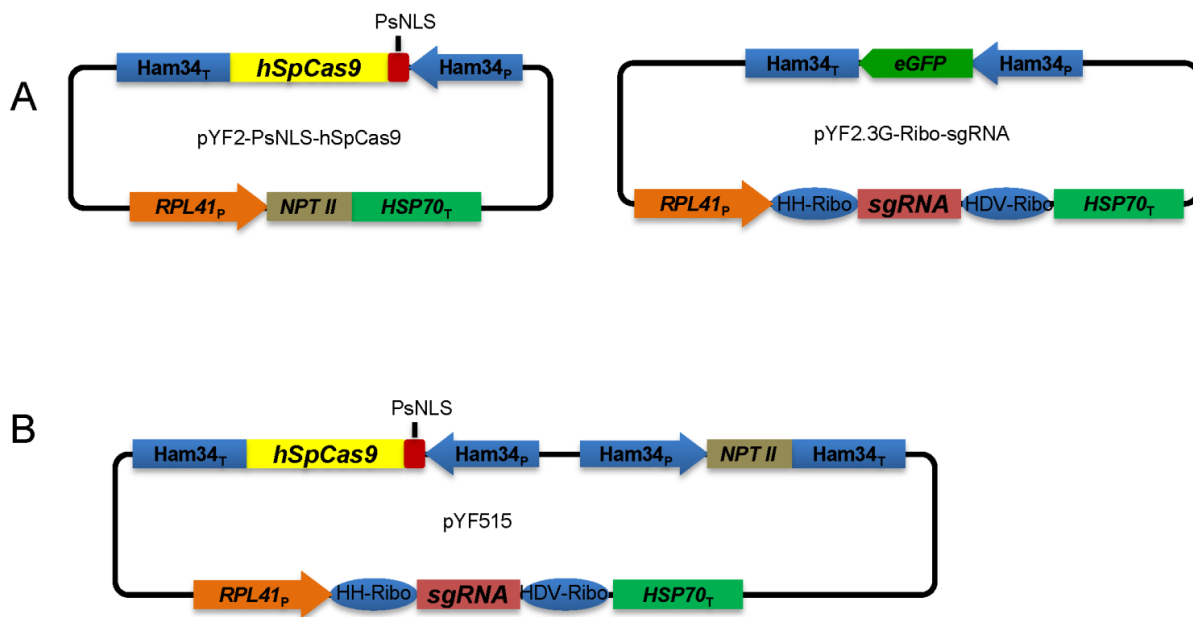 A
PsNLS
Ham34T hSpCas9 Ham34P
pYF2-PsNLS-hSpCas9
RPL41P NPT II HSP70T
Ham34T eGFP Ham34P
pYF2.3G-Ribo-sgRNA
RPL41P HH-Ribo sgRNA HDV-Ribo HSP70T
B
PsNLS
Ham34T hSpCas9 Ham34P Ham34P NPT II Ham34T
pYF515
RPL41P HH-Ribo sgRNA HDV-Ribo HSP70T